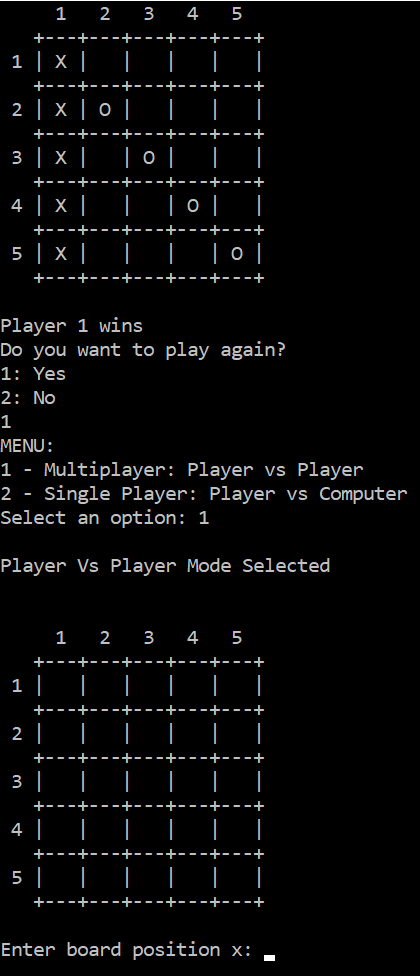 1   2   3   4   5
   +---+---+---+---+---+
 1 | X |   |   |   |   |
   +---+---+---+---+---+
 2 | X | O |   |   |   |
   +---+---+---+---+---+
 3 | X |   | O |   |   |
   +---+---+---+---+---+
 4 | X |   |   | O |   |
   +---+---+---+---+---+
 5 | X |   |   |   | O |
   +---+---+---+---+---+

Player 1 wins
Do you want to play again?
1: Yes
2: No
1
MENU:
1 - Multiplayer: Player vs Player
2 - Single Player: Player vs Computer
Select an option: 1

Player Vs Player Mode Selected


     1   2   3   4   5
   +---+---+---+---+---+
 1 |   |   |   |   |   |
   +---+---+---+---+---+
 2 |   |   |   |   |   |
   +---+---+---+---+---+
 3 |   |   |   |   |   |
   +---+---+---+---+---+
 4 |   |   |   |   |   |
   +---+---+---+---+---+
 5 |   |   |   |   |   |
   +---+---+---+---+---+

Enter board position x: